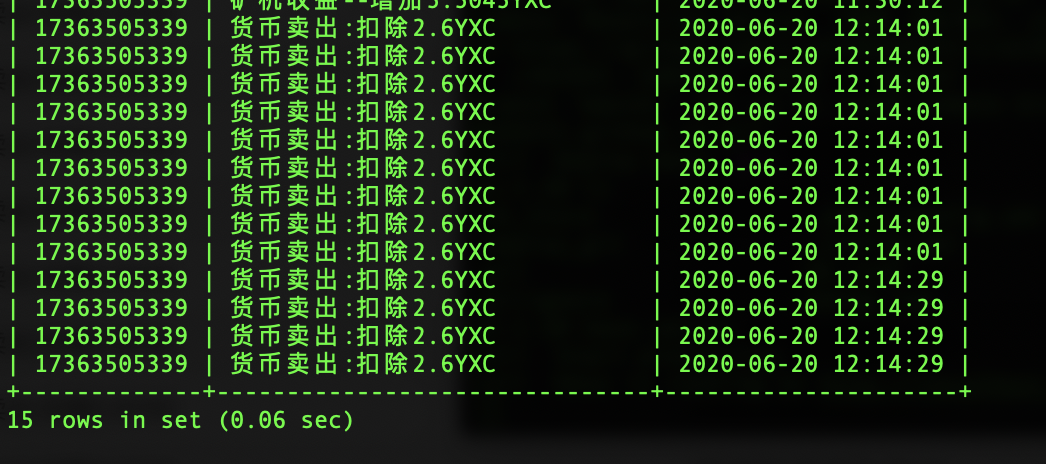 | 17363505339 | 矿机收益--增加3.5045YXC | 2020-06-20 11:30:12 |
| 17363505339 | 货币卖出:扣除2.6YXC | 2020-06-20 12:14:01 |
| 17363505339 | 货币卖出:扣除2.6YXC | 2020-06-20 12:14:01 |
| 17363505339 | 货币卖出:扣除2.6YXC | 2020-06-20 12:14:01 |
| 17363505339 | 货币卖出:扣除2.6YXC | 2020-06-20 12:14:01 |
| 17363505339 | 货币卖出:扣除2.6YXC | 2020-06-20 12:14:01 |
| 17363505339 | 货币卖出:扣除2.6YXC | 2020-06-20 12:14:01 |
| 17363505339 | 货币卖出:扣除2.6YXC | 2020-06-20 12:14:01 |
| 17363505339 | 货币卖出:扣除2.6YXC | 2020-06-20 12:14:01 |
| 17363505339 | 货币卖出:扣除2.6YXC | 2020-06-20 12:14:01 |
| 17363505339 | 货币卖出:扣除2.6YXC | 2020-06-20 12:14:29 |
| 17363505339 | 货币卖出:扣除2.6YXC | 2020-06-20 12:14:29 |
| 17363505339 | 货币卖出:扣除2.6YXC | 2020-06-20 12:14:29 |
| 17363505339 | 货币卖出:扣除2.6YXC | 2020-06-20 12:14:29 |
+-------------+-------------------------------+---------------------+
15 rows in set (0.06 sec)